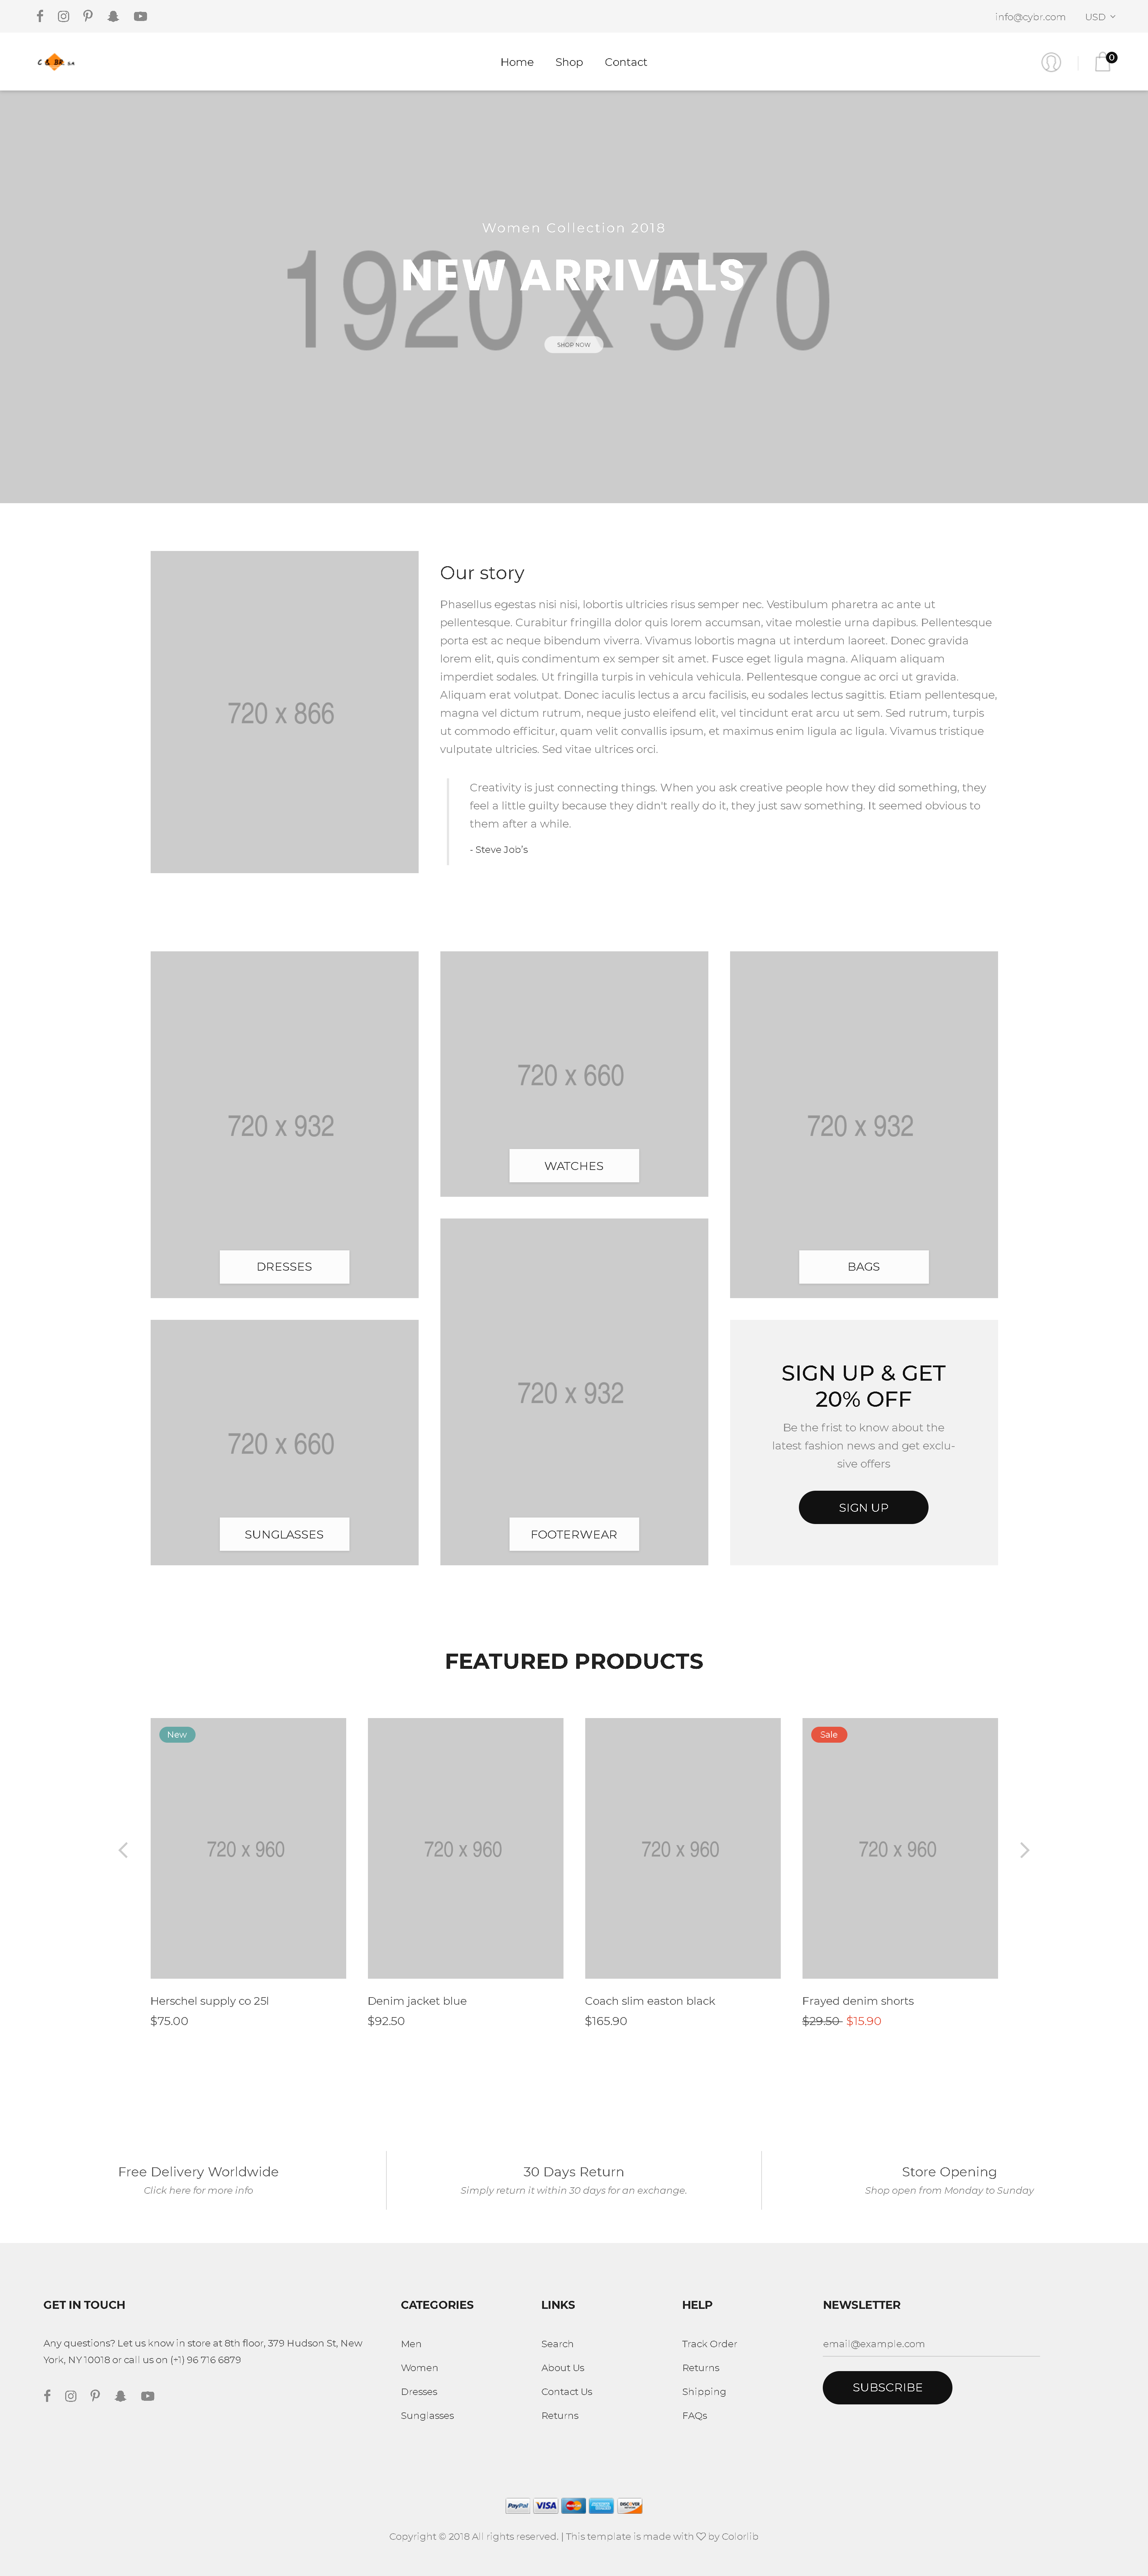 info@cybr.com USD
C & BR S.A
Home Shop Contact
0
Women Collection 2018
1920 x 570
NEW ARRIVALS
SHOP NOW
720 x 866
Our story
Phasellus egestas nisi nisi, lobortis ultricies risus semper nec. Vestibulum pharetra ac ante ut
pellentesque. Curabitur fringilla dolor quis lorem accumsan, vitae molestie urna dapibus. Pellentesque
porta est ac neque bibendum viverra. Vivamus lobortis magna ut interdum laoreet. Donec gravida
lorem elit, quis condimentum ex semper sit amet. Fusce eget ligula magna. Aliquam aliquam
imperdiet sodales. Ut fringilla turpis in vehicula vehicula. Pellentesque congue ac orci ut gravida.
Aliquam erat volutpat. Donec iaculis lectus a arcu facilisis, eu sodales lectus sagittis. Etiam pellentesque,
magna vel dictum rutrum, neque justo eleifend elit, vel tincidunt erat arcu ut sem. Sed rutrum, turpis
ut commodo efficitur, quam velit convallis ipsum, et maximus enim ligula ac ligula. Vivamus tristique
vulputate ultricies. Sed vitae ultrices orci.
Creativity is just connecting things. When you ask creative people how they did something, they
feel a little guilty because they didn't really do it, they just saw something. It seemed obvious to
them after a while.
- Steve Job's
720 x 932
DRESSES
720 x 660
SUNGLASSES
720 x 660
WATCHES
720 x 932
FOOTERWEAR
720 x 932
BAGS
SIGN UP & GET
20% OFF
Be the frist to know about the
latest fashion news and get exclu-
sive offers
SIGN UP
FEATURED PRODUCTS
New
720 x 960
Herschel supply co 25l
$75.00
720 x 960
Denim jacket blue
$92.50
720 x 960
Coach slim easton black
$165.90
Sale
720 x 960
Frayed denim shorts
$29.50 $15.90
Free Delivery Worldwide
Click here for more info
30 Days Return
Simply return it within 30 days for an exchange.
Store Opening
Shop open from Monday to Sunday
GET IN TOUCH
Any questions? Let us know in store at 8th floor, 379 Hudson St, New
York, NY 10018 or call us on (+1) 96 716 6879
CATEGORIES
Men
Women
Dresses
Sunglasses
LINKS
Search
About Us
Contact Us
Returns
HELP
Track Order
Returns
Shipping
FAQs
NEWSLETTER
email@example.com
SUBSCRIBE
PayPal VISA MasterCard AMERICAN EXPRESS DISCOVER
Copyright © 2018 All rights reserved. | This template is made with ♡ by Colorlib